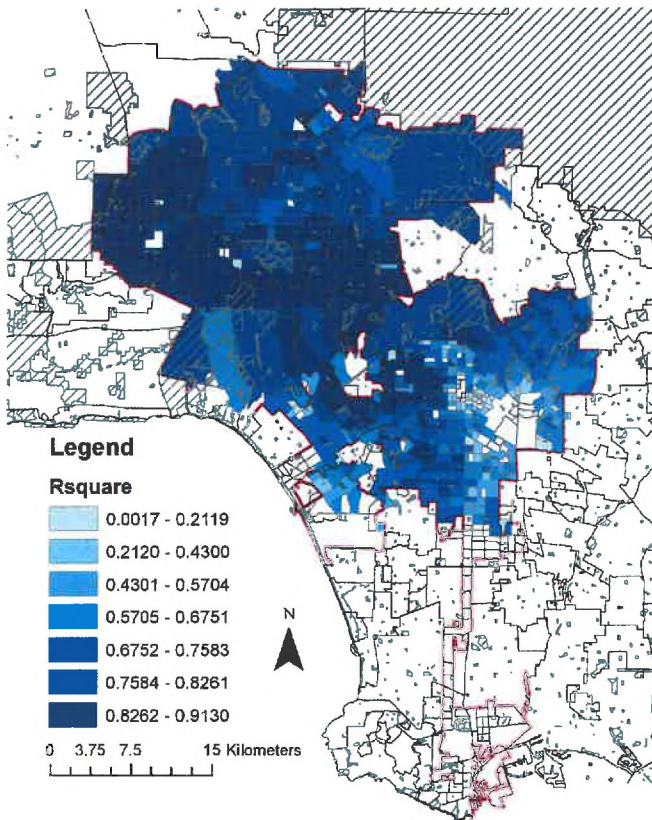 Legend
Rsquare
0.0017 - 0.2119
0.2120 - 0.4300
0.4301 - 0.5704
0.5705 - 0.6751
0.6752 - 0.7583
0.7584 - 0.8261
0.8262 - 0.9130
N
0 3.75 7.5 15 Kilometers